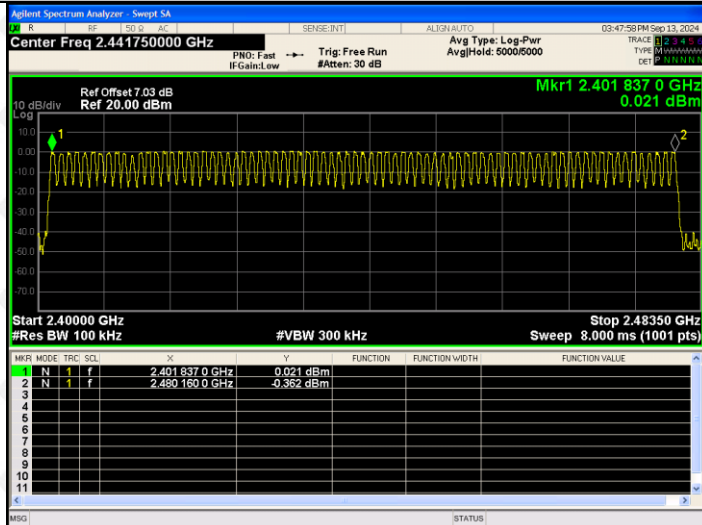 Agilent Spectrum Analyzer - Swept SA
R RF 50 Ω AC SENSE:INT ALIGN AUTO 03:47:58 PM Sep 13, 2024
Center Freq 2.441750000 GHz
PNO: Fast
IFGain:Low
Trig: Free Run
#Atten: 30 dB
Avg Type: Log-Pwr
Avg|Hold: 5000/5000
TRACE 1 2 3 4 5 6
TYPE M
DET P N N N N N
Mkr1 2.401 837 0 GHz
0.021 dBm
Ref Offset 7.03 dB
10 dB/div Ref 20.00 dBm
Log
10.0
0.00
-10.0
-20.0
-30.0
-40.0
-50.0
-60.0
-70.0
1
2
Start 2.40000 GHz Stop 2.48350 GHz
#Res BW 100 kHz #VBW 300 kHz Sweep 8.000 ms (1001 pts)
MKR MODE TRC SCL X Y FUNCTION FUNCTION WIDTH FUNCTION VALUE
1 N 1 f 2.401 837 0 GHz 0.021 dBm
2 N 1 f 2.480 160 0 GHz -0.362 dBm
3
4
5
6
7
8
9
10
11
MSG STATUS